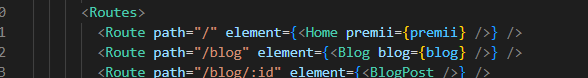 <Routes>
<Route path="/" element={<Home premii={premii} />} />
<Route path="/blog" element={<Blog blog={blog} />} />
<Route path="/blog/:id" element={<BlogPost />} />